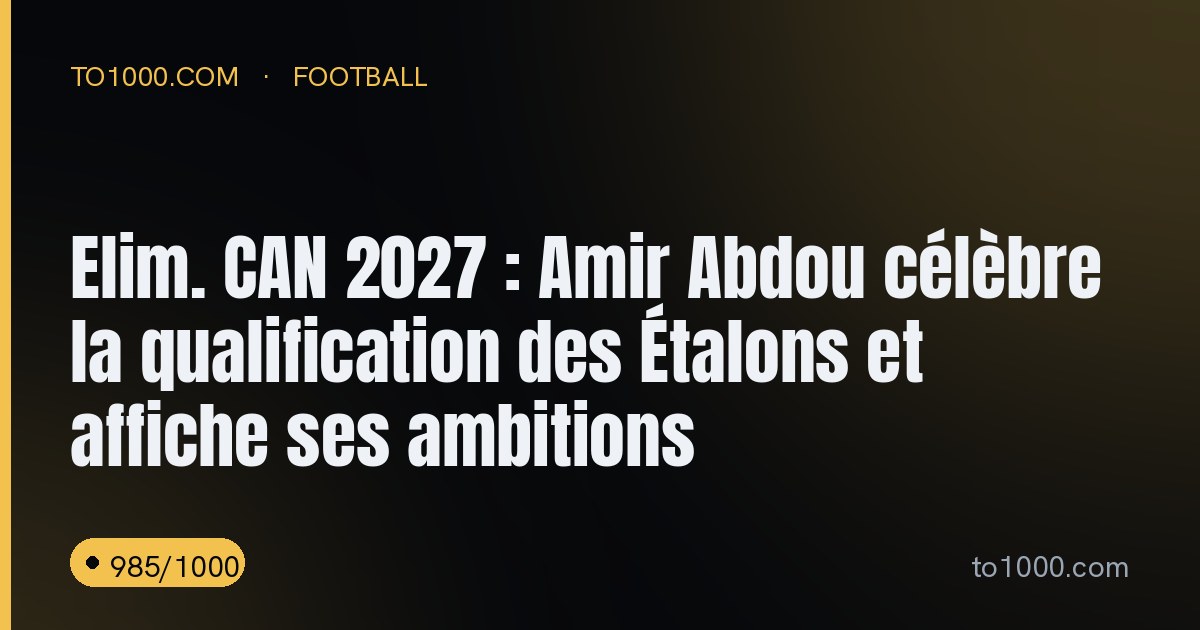 TO1000.COM · FOOTBALL
Elim. CAN 2027 : Amir Abdou célèbre
la qualification des Étalons et
affiche ses ambitions
985/1000
to1000.com